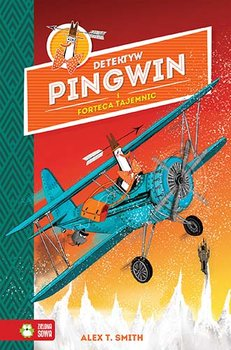 DETEKTYW
PINGWIN
I
FORTECA TAJEMNIC
ZIELONA
SOWA
ALEX T. SMITH